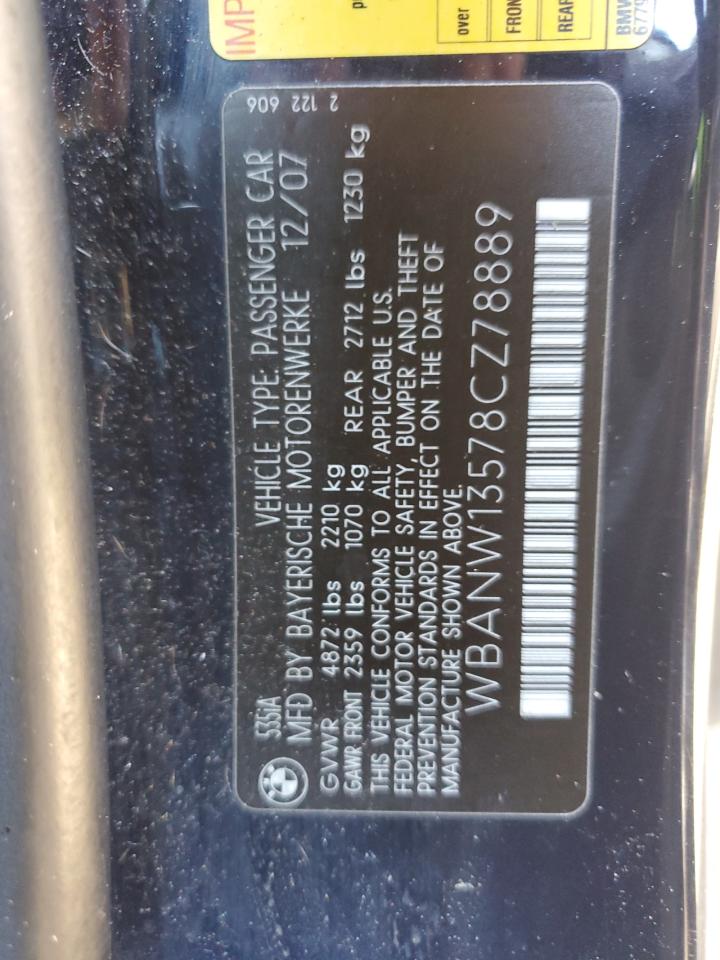 IMP
over
FRON
REAR
BMW
535iA VEHICLE TYPE: PASSENGER CAR
2 122 606
MFD BY BAYERISCHE MOTORENWERKE 12/07
GVWR 4872 lbs 2210 kg
GAWR FRONT 2359 lbs 1070 kg REAR 2712 lbs 1230 kg
THIS VEHICLE CONFORMS TO ALL APPLICABLE U.S.
FEDERAL MOTOR VEHICLE SAFETY, BUMPER AND THEFT
PREVENTION STANDARDS IN EFFECT ON THE DATE OF
MANUFACTURE SHOWN ABOVE.
WBANW13578CZ78889